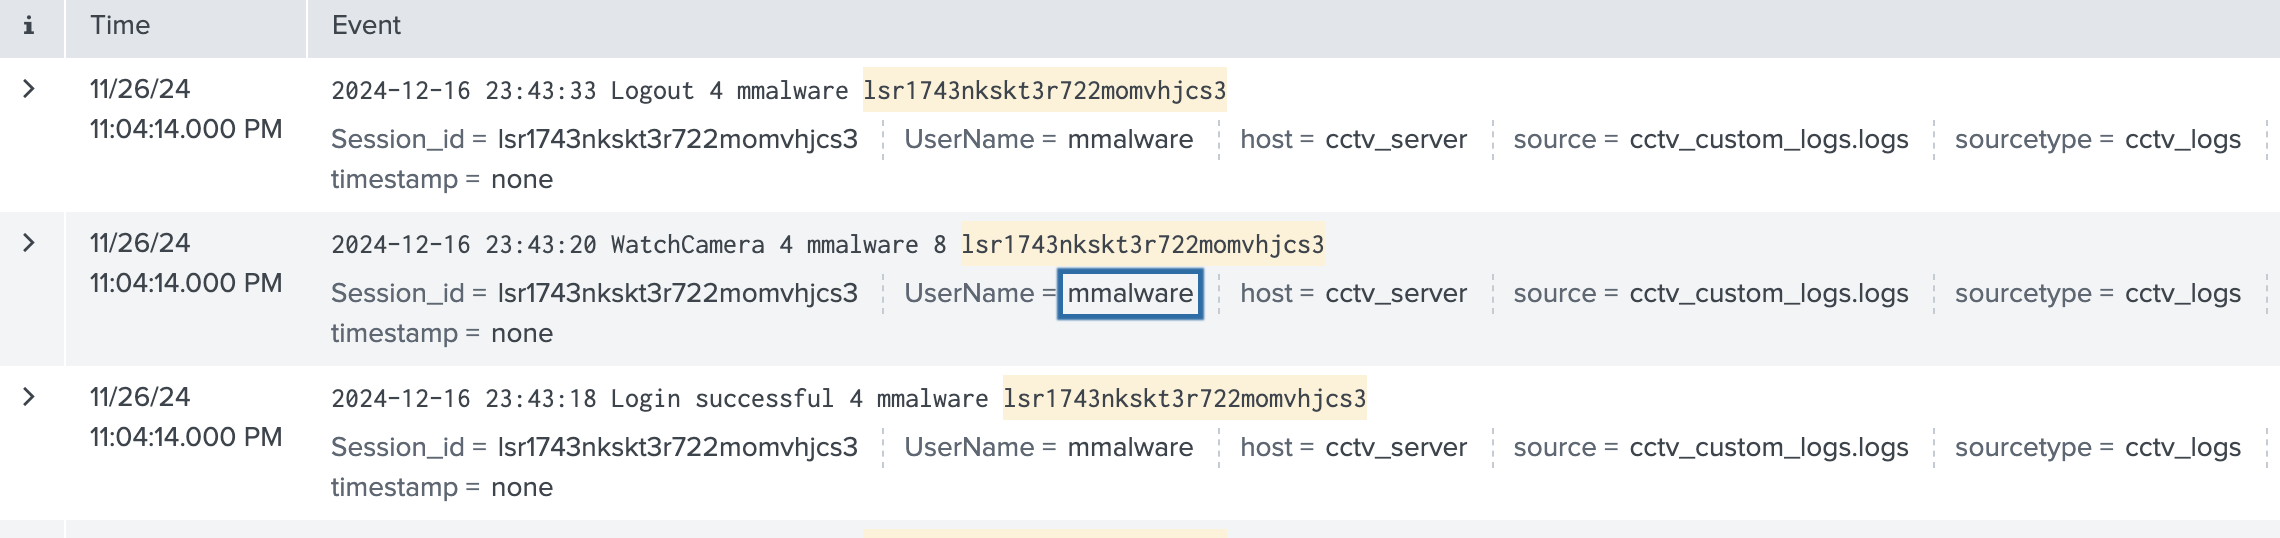 i Time Event
> 11/26/24 2024-12-16 23:43:33 Logout 4 mmalware lsr1743nkskt3r722momvhjcs3
11:04:14.000 PM Session_id = lsr1743nkskt3r722momvhjcs3 UserName = mmalware host = cctv_server source = cctv_custom_logs.logs sourcetype = cctv_logs
timestamp = none
> 11/26/24 2024-12-16 23:43:20 WatchCamera 4 mmalware 8 lsr1743nkskt3r722momvhjcs3
11:04:14.000 PM Session_id = lsr1743nkskt3r722momvhjcs3 UserName = mmalware host = cctv_server source = cctv_custom_logs.logs sourcetype = cctv_logs
timestamp = none
> 11/26/24 2024-12-16 23:43:18 Login successful 4 mmalware lsr1743nkskt3r722momvhjcs3
11:04:14.000 PM Session_id = lsr1743nkskt3r722momvhjcs3 UserName = mmalware host = cctv_server source = cctv_custom_logs.logs sourcetype = cctv_logs
timestamp = none